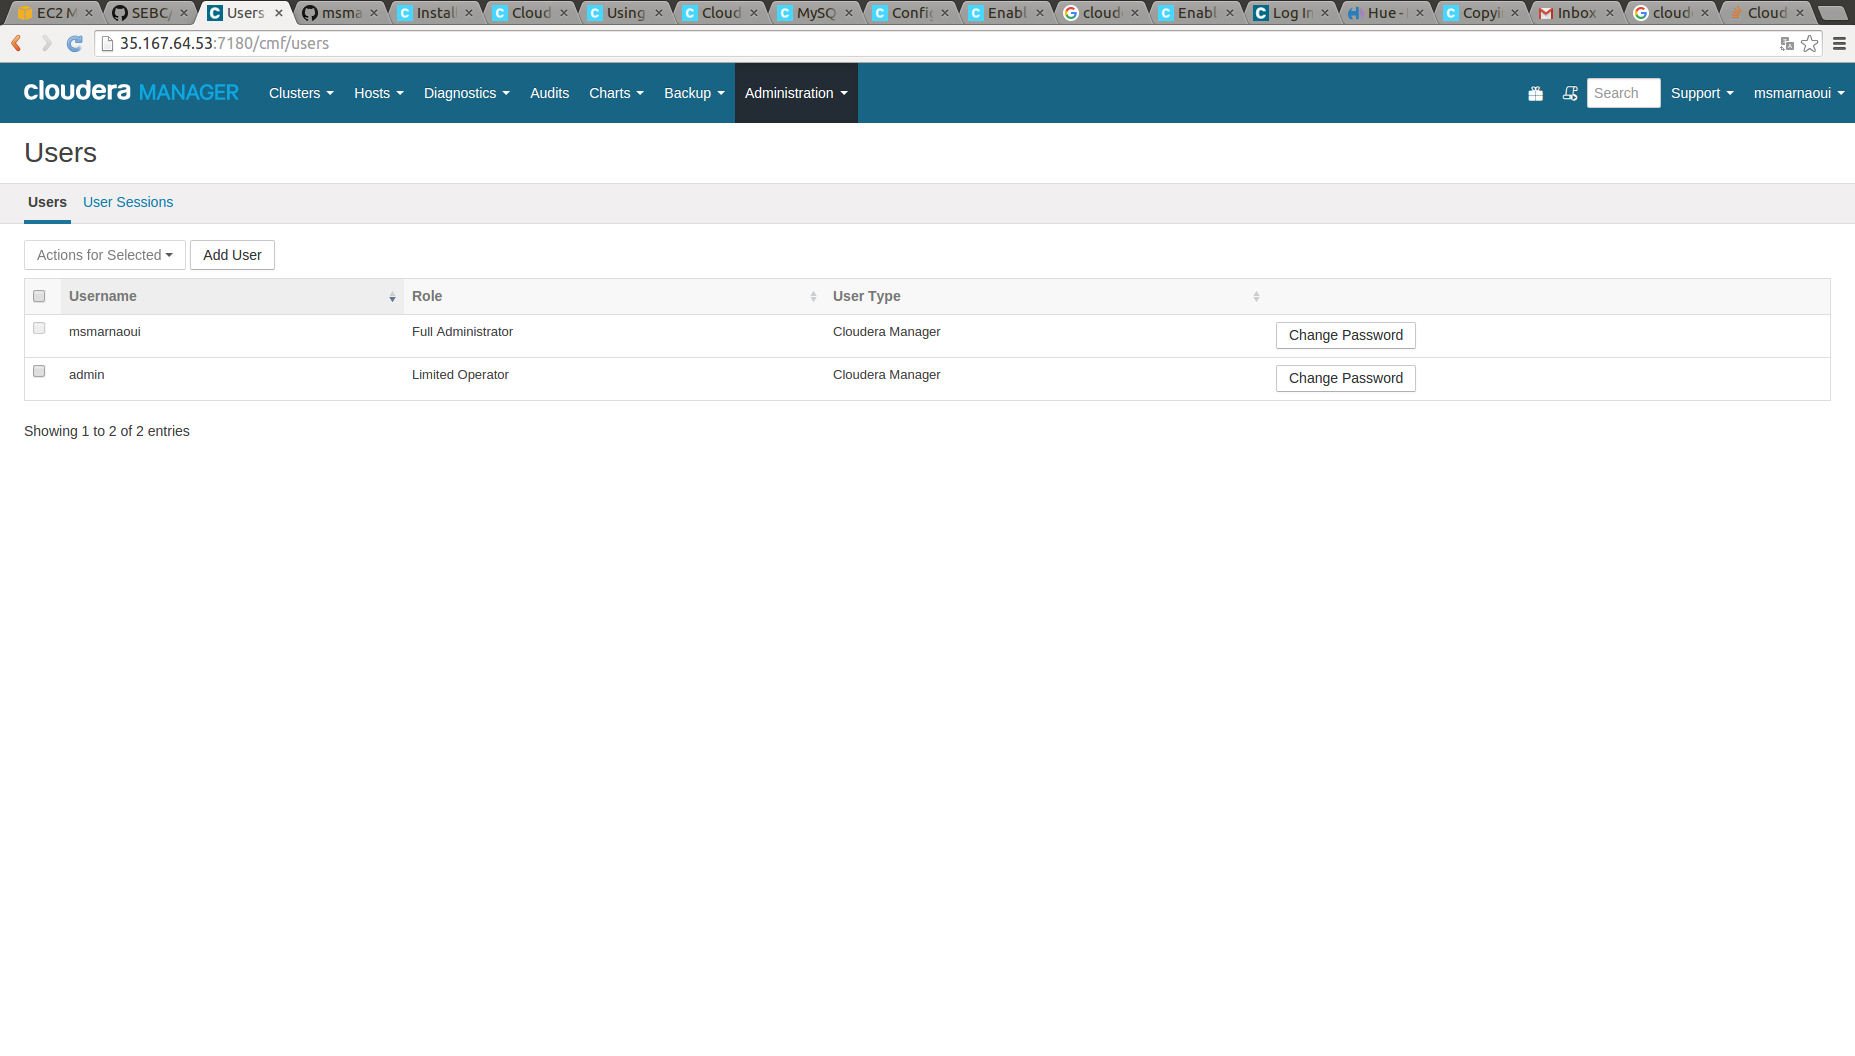 EC2 M SEBC/ Users msma Install Cloud Using Cloud MySQ Config Enabl cloud Enabl Log In Hue - Copyi Inbox cloud Cloud
35.167.64.53:7180/cmf/users
cloudera MANAGER Clusters Hosts Diagnostics Audits Charts Backup Administration Search Support msmarnaoui
Users
Users User Sessions
Actions for Selected Add User
Username Role User Type
msmarnaoui Full Administrator Cloudera Manager Change Password
admin Limited Operator Cloudera Manager Change Password
Showing 1 to 2 of 2 entries